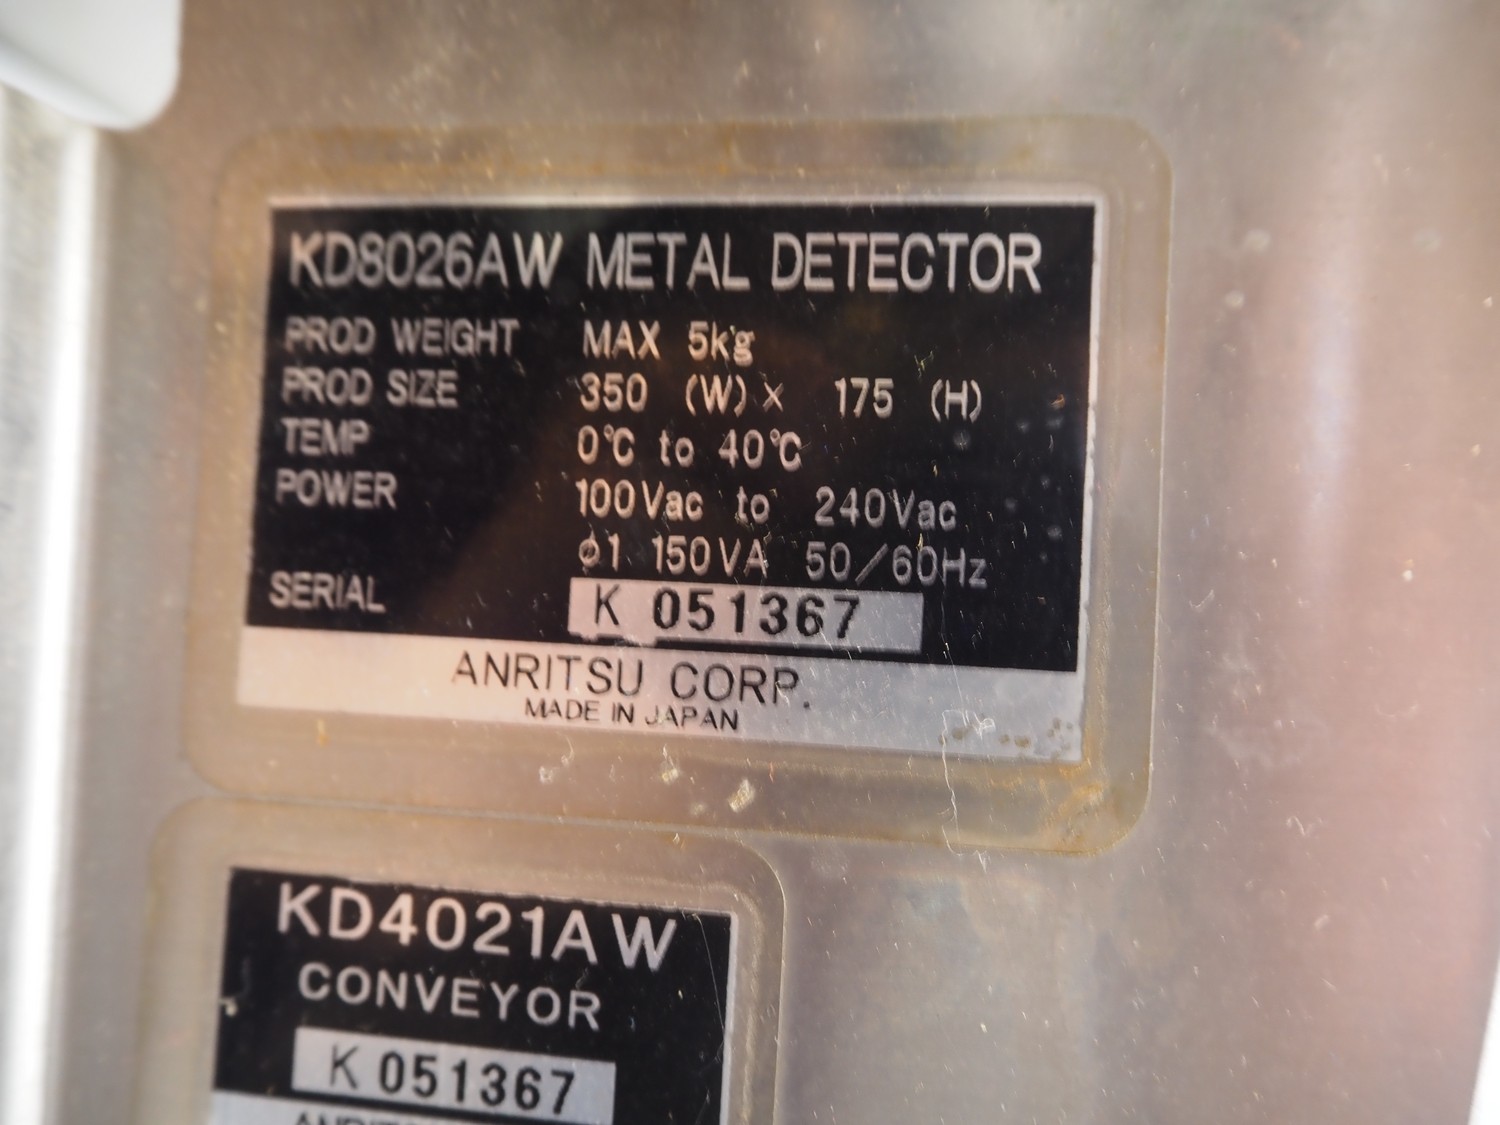 KD8026AW METAL DETECTOR
PROD WEIGHT MAX 5kg
PROD SIZE 350 (W) × 175 (H)
TEMP 0℃ to 40℃
POWER 100Vac to 240Vac
φ1 150VA 50/60Hz
SERIAL K 051367
ANRITSU CORP.
MADE IN JAPAN
KD4021AW
CONVEYOR
K 051367